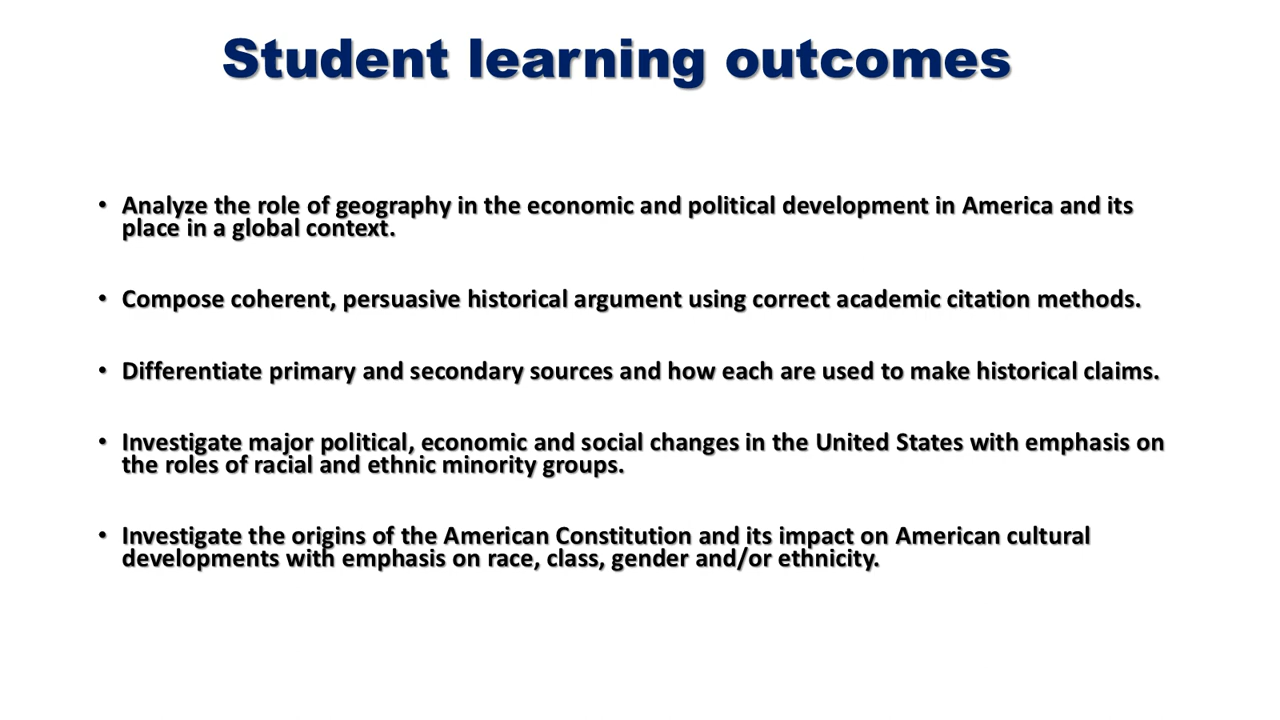 Student learning outcomes
• Analyze the role of geography in the economic and political development in America and its
place in a global context.
• Compose coherent, persuasive historical argument using correct academic citation methods.
• Differentiate primary and secondary sources and how each are used to make historical claims.
• Investigate major political, economic and social changes in the United States with emphasis on
the roles of racial and ethnic minority groups.
• Investigate the origins of the American Constitution and its impact on American cultural
developments with emphasis on race, class, gender and/or ethnicity.